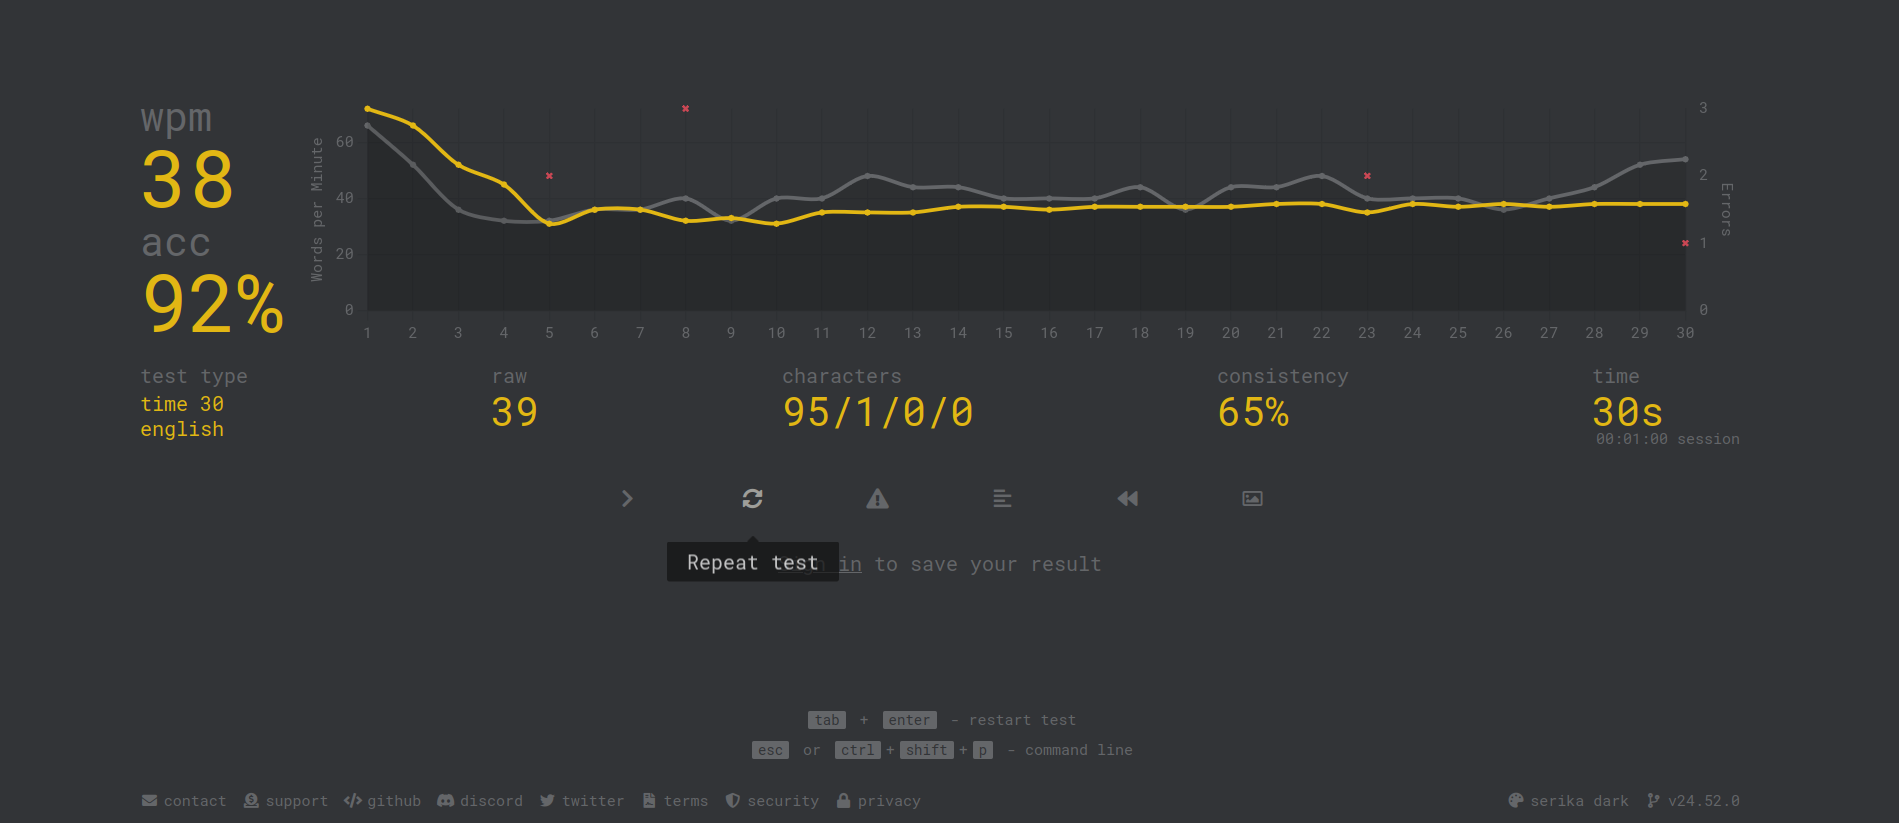 wpm
38
acc
92%
Words per Minute
60
40
20
0
3
2
1
0
Errors
1 2 3 4 5 6 7 8 9 10 11 12 13 14 15 16 17 18 19 20 21 22 23 24 25 26 27 28 29 30
test type
time 30
english
raw
39
characters
95/1/0/0
consistency
65%
time
30s
00:01:00 session
Repeat test
in to save your result
tab + enter - restart test
esc or ctrl + shift + p - command line
contact support github discord twitter terms security privacy
serika dark v24.52.0